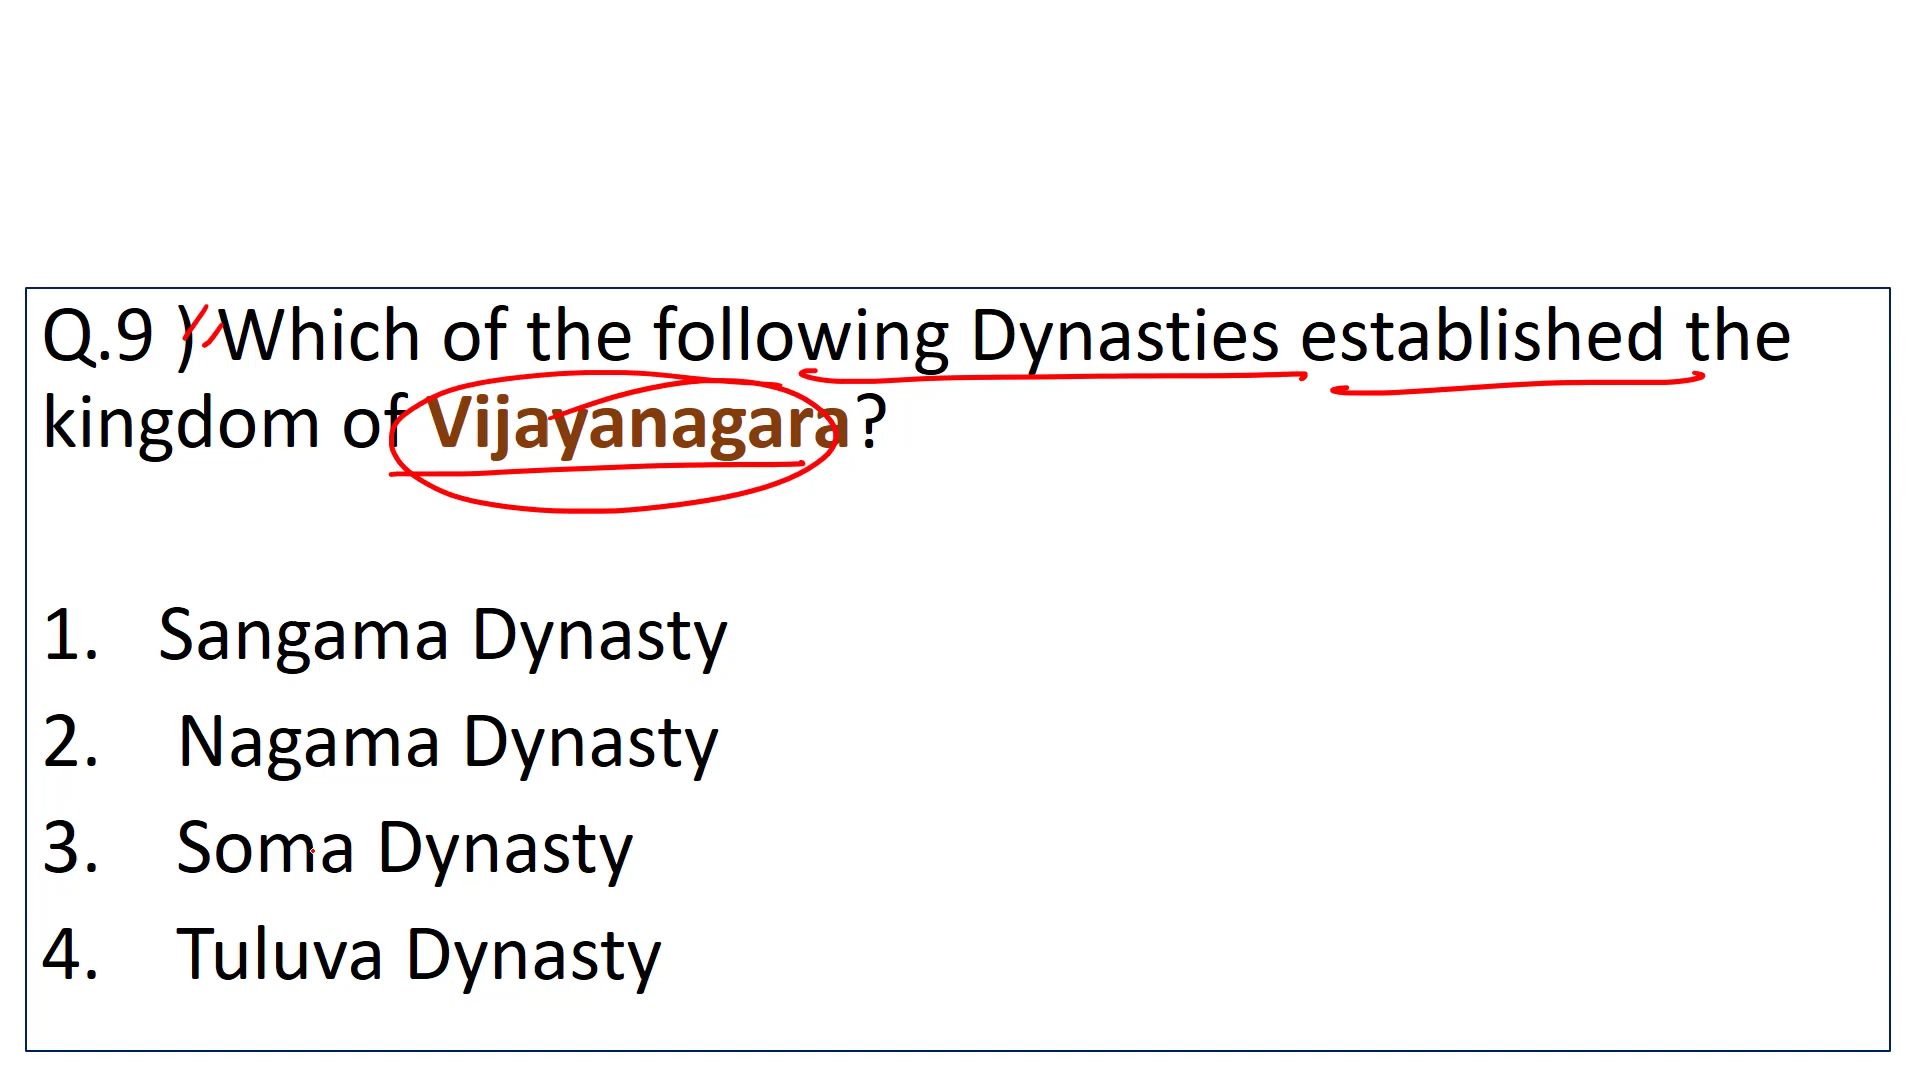 Q.9 ) Which of the following Dynasties established the
kingdom of Vijayanagara?
1. Sangama Dynasty
2. Nagama Dynasty
3. Soma Dynasty
4. Tuluva Dynasty